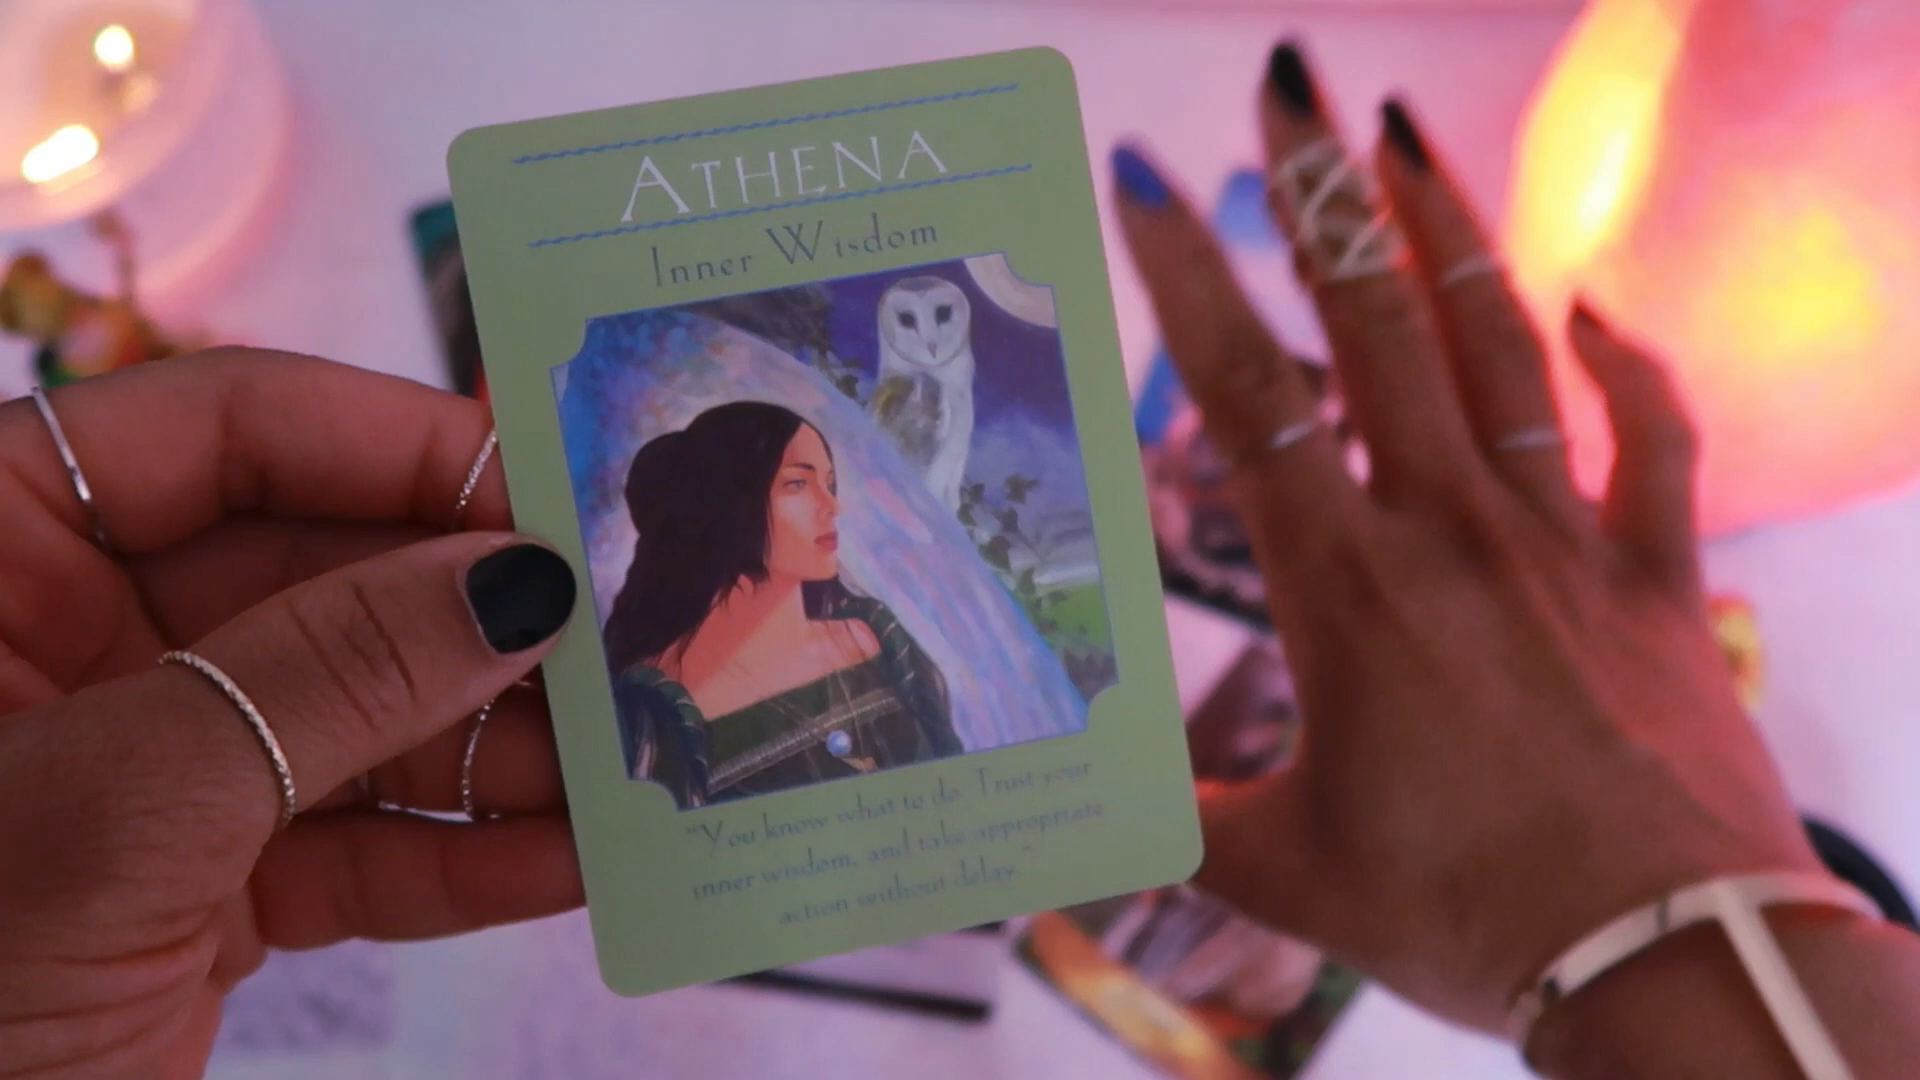 ATHENA
Inner Wisdom
"You know what to do. Trust your
inner wisdom, and take appropriate
action without delay."